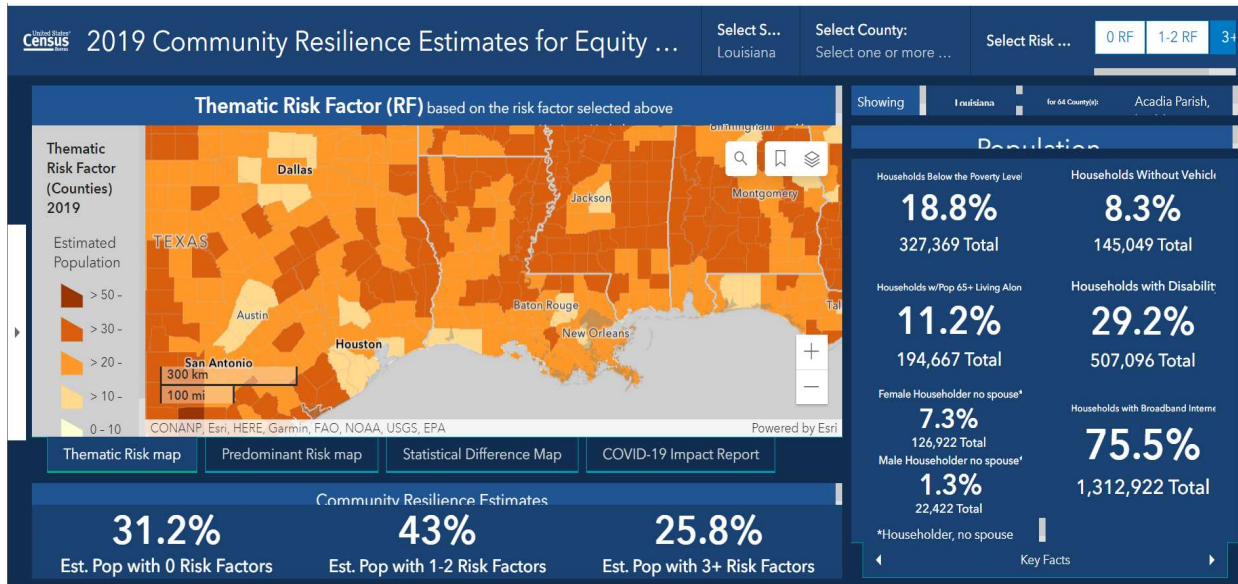 United States®
Census
Bureau
2019 Community Resilience Estimates for Equity ...
Select S...
Louisiana
Select County:
Select one or more ...
Select Risk ...
0 RF
1-2 RF
3+
Thematic Risk Factor (RF) based on the risk factor selected above
Thematic
Risk Factor
(Counties)
2019
Estimated
Population
> 50 -
> 30 -
> 20 -
> 10 -
0 - 10
Dallas
Birmingham
Jackson
Montgomery
TEXAS
Austin
Baton Rouge
Tal
Houston
New Orleans
San Antonio
300 km
100 mi
CONANP, Esri, HERE, Garmin, FAO, NOAA, USGS, EPA
Powered by Esri
Thematic Risk map
Predominant Risk map
Statistical Difference Map
COVID-19 Impact Report
Community Resilience Estimates
31.2%
Est. Pop with 0 Risk Factors
43%
Est. Pop with 1-2 Risk Factors
25.8%
Est. Pop with 3+ Risk Factors
Showing
Louisiana
for 64 County(s):
Acadia Parish,
Population
Households Below the Poverty Level
18.8%
327,369 Total
Households Without Vehicle
8.3%
145,049 Total
Households w/Pop 65+ Living Alon
11.2%
194,667 Total
Households with Disabilit
29.2%
507,096 Total
Female Householder no spouse*
7.3%
126,922 Total
Male Householder no spouse*
1.3%
22,422 Total
*Householder, no spouse
Households with Broadband Interne
75.5%
1,312,922 Total
Key Facts